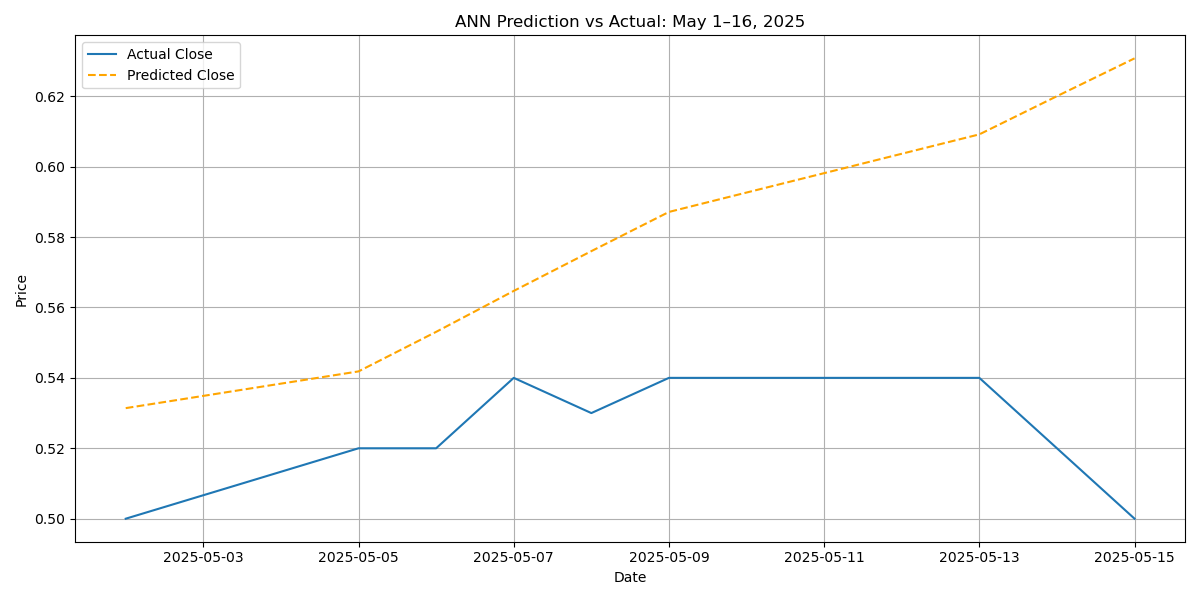 ANN Prediction vs Actual: May 1–16, 2025
Actual Close
Predicted Close
0.62
0.60
0.58
0.56
0.54
0.52
0.50
Price
2025-05-03 2025-05-05 2025-05-07 2025-05-09 2025-05-11 2025-05-13 2025-05-15
Date